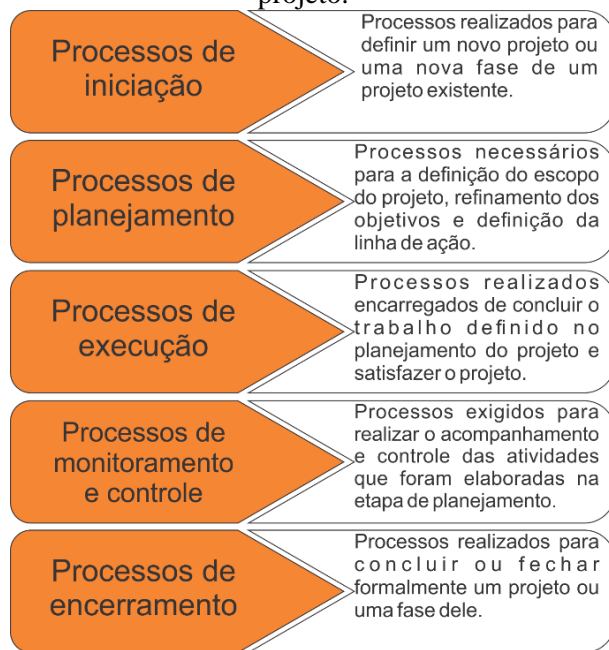 projeto.
Processos de
iniciação
Processos realizados para
definir um novo projeto ou
uma nova fase de um
projeto existente.
Processos de
planejamento
Processos necessários
para a definição do escopo
do projeto, refinamento dos
objetivos e definição da
linha de ação.
Processos de
execução
Processos realizados
encarregados de concluir o
trabalho definido no
planejamento do projeto e
satisfazer o projeto.
Processos de
monitoramento
e controle
Processos exigidos para
realizar o acompanhamento
e controle das atividades
que foram elaboradas na
etapa de planejamento.
Processos de
encerramento
Processos realizados para
concluir ou fechar
formalmente um projeto ou
uma fase dele.